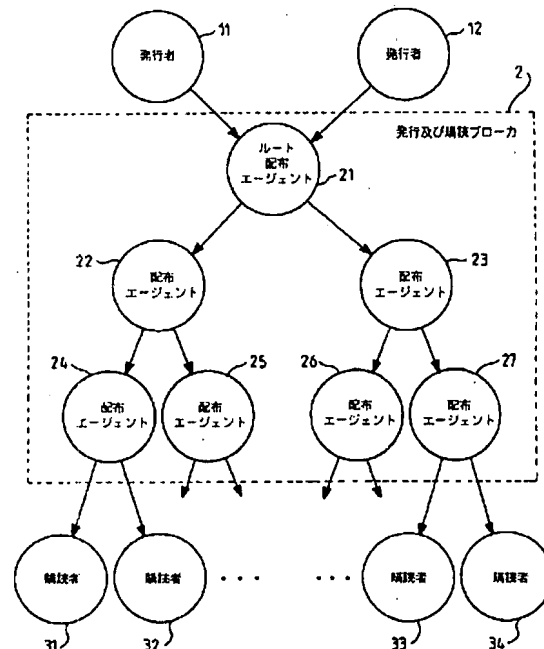 11
12
発行者
発行者
2
発行及び購読ブローカ
ルート
配布
エージェント
21
22
配布
エージェント
23
配布
エージェント
24
配布
エージェント
25
配布
エージェント
26
配布
エージェント
27
配布
エージェント
購読者
購読者
・・・・
・・・・
購読者
購読者
31
32
33
34